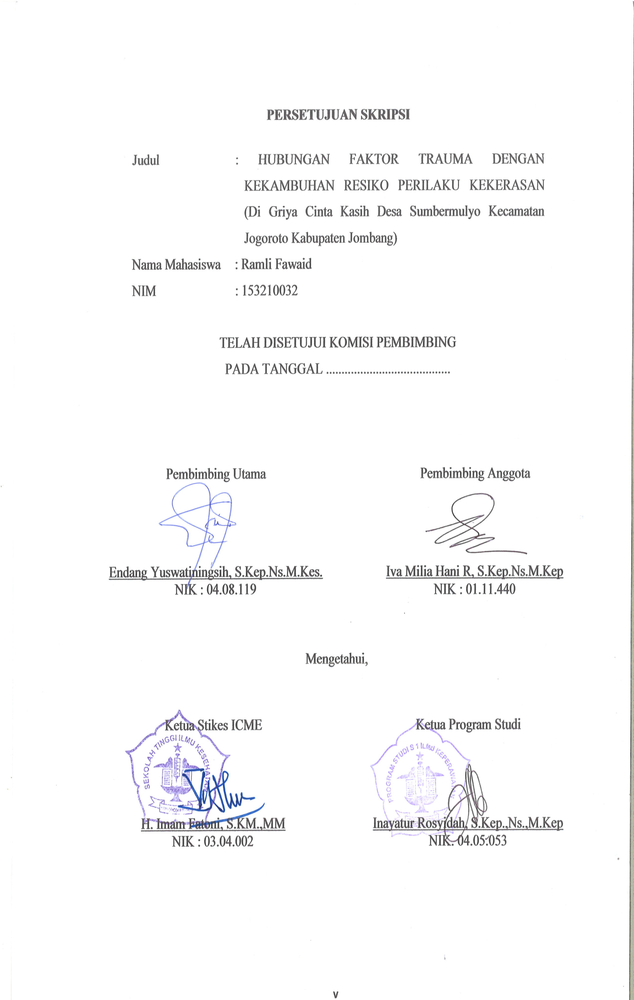 PERSETUJUAN SKRIPSI
Judul : HUBUNGAN FAKTOR TRAUMA DENGAN
KEKAMBUHAN RESIKO PERILAKU KEKERASAN
(Di Griya Cinta Kasih Desa Sumbermulyo Kecamatan
Jogoroto Kabupaten Jombang)
Nama Mahasiswa : Ramli Fawaid
NIM : 153210032
TELAH DISETUJUI KOMISI PEMBIMBING
PADA TANGGAL ........................................
Pembimbing Utama
Endang Yuswatiningsih, S.Kep.Ns.M.Kes.
NIK : 04.08.119
Pembimbing Anggota
Iva Milia Hani R, S.Kep.Ns.M.Kep
NIK : 01.11.440
Mengetahui,
Ketua Stikes ICME
SEKOLAH TINGGI ILMU KESEHATAN
H. Imam Fatoni, S.KM.,MM
NIK : 03.04.002
Ketua Program Studi
PROGRAM STUDI S 1 ILMU KEPERAWATAN
Inayatur Rosyidah, S.Kep.,Ns.,M.Kep
NIK. 04.05.053
v